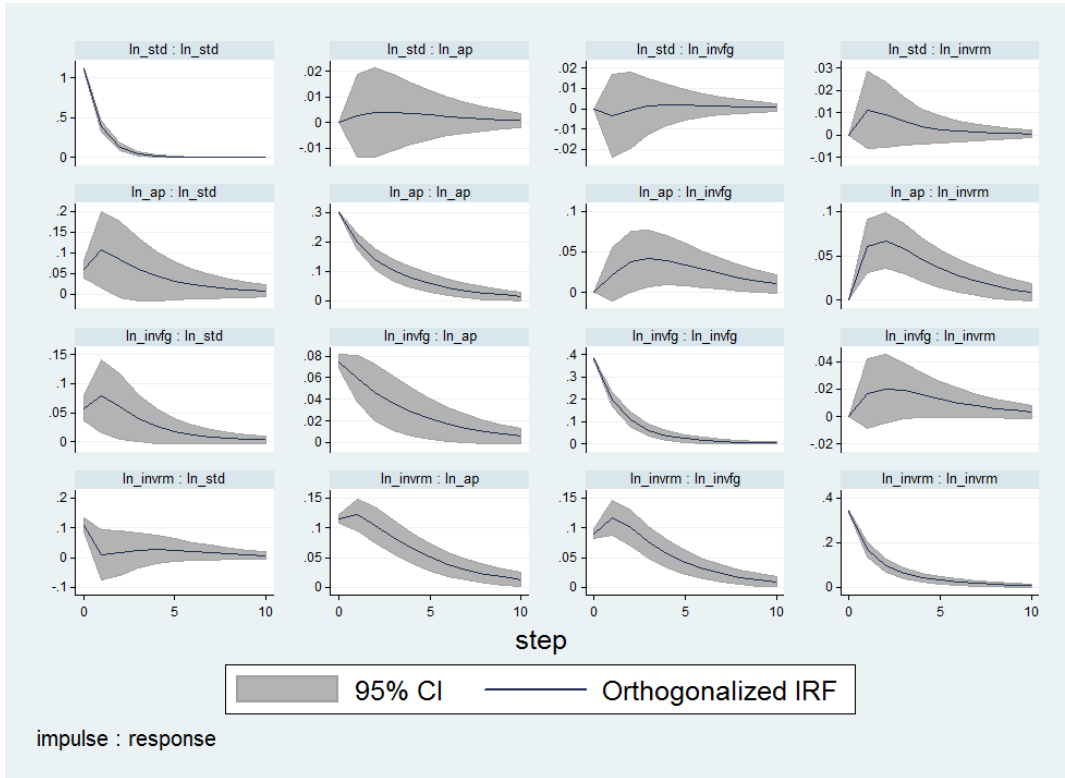 ln_std : ln_std
1
.5
0
ln_std : ln_ap
.02
.01
0
-.01
ln_std : ln_invfg
.02
.01
0
-.01
-.02
ln_std : ln_invrm
.03
.02
.01
0
-.01
ln_ap : ln_std
.2
.15
.1
.05
0
ln_ap : ln_ap
.3
.2
.1
0
ln_ap : ln_invfg
.1
.05
0
ln_ap : ln_invrm
.1
.05
0
ln_invfg : ln_std
.15
.1
.05
0
ln_invfg : ln_ap
.08
.06
.04
.02
0
ln_invfg : ln_invfg
.4
.3
.2
.1
0
ln_invfg : ln_invrm
.04
.02
0
-.02
ln_invrm : ln_std
.2
.1
0
-.1
0 5 10
ln_invrm : ln_ap
.15
.1
.05
0
0 5 10
ln_invrm : ln_invfg
.15
.1
.05
0
0 5 10
ln_invrm : ln_invrm
.4
.2
0
0 5 10
step
95% CI Orthogonalized IRF
impulse : response